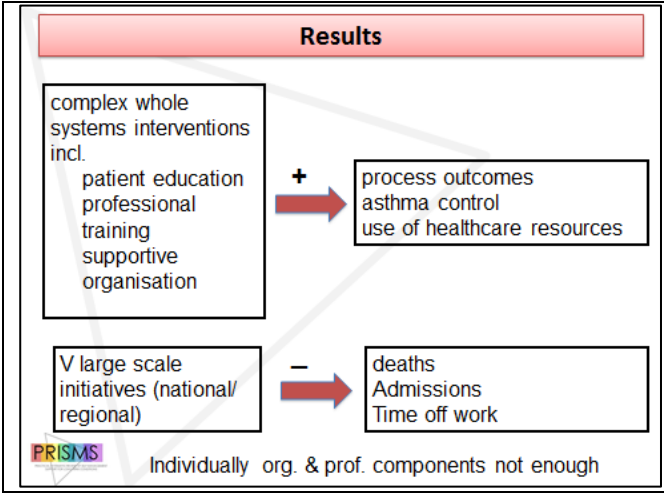 Results
complex whole
systems interventions
incl.
patient education
professional
training
supportive
organisation
+
process outcomes
asthma control
use of healthcare resources
V large scale
initiatives (national/
regional)
–
deaths
Admissions
Time off work
PRISMS
Individually org. & prof. components not enough